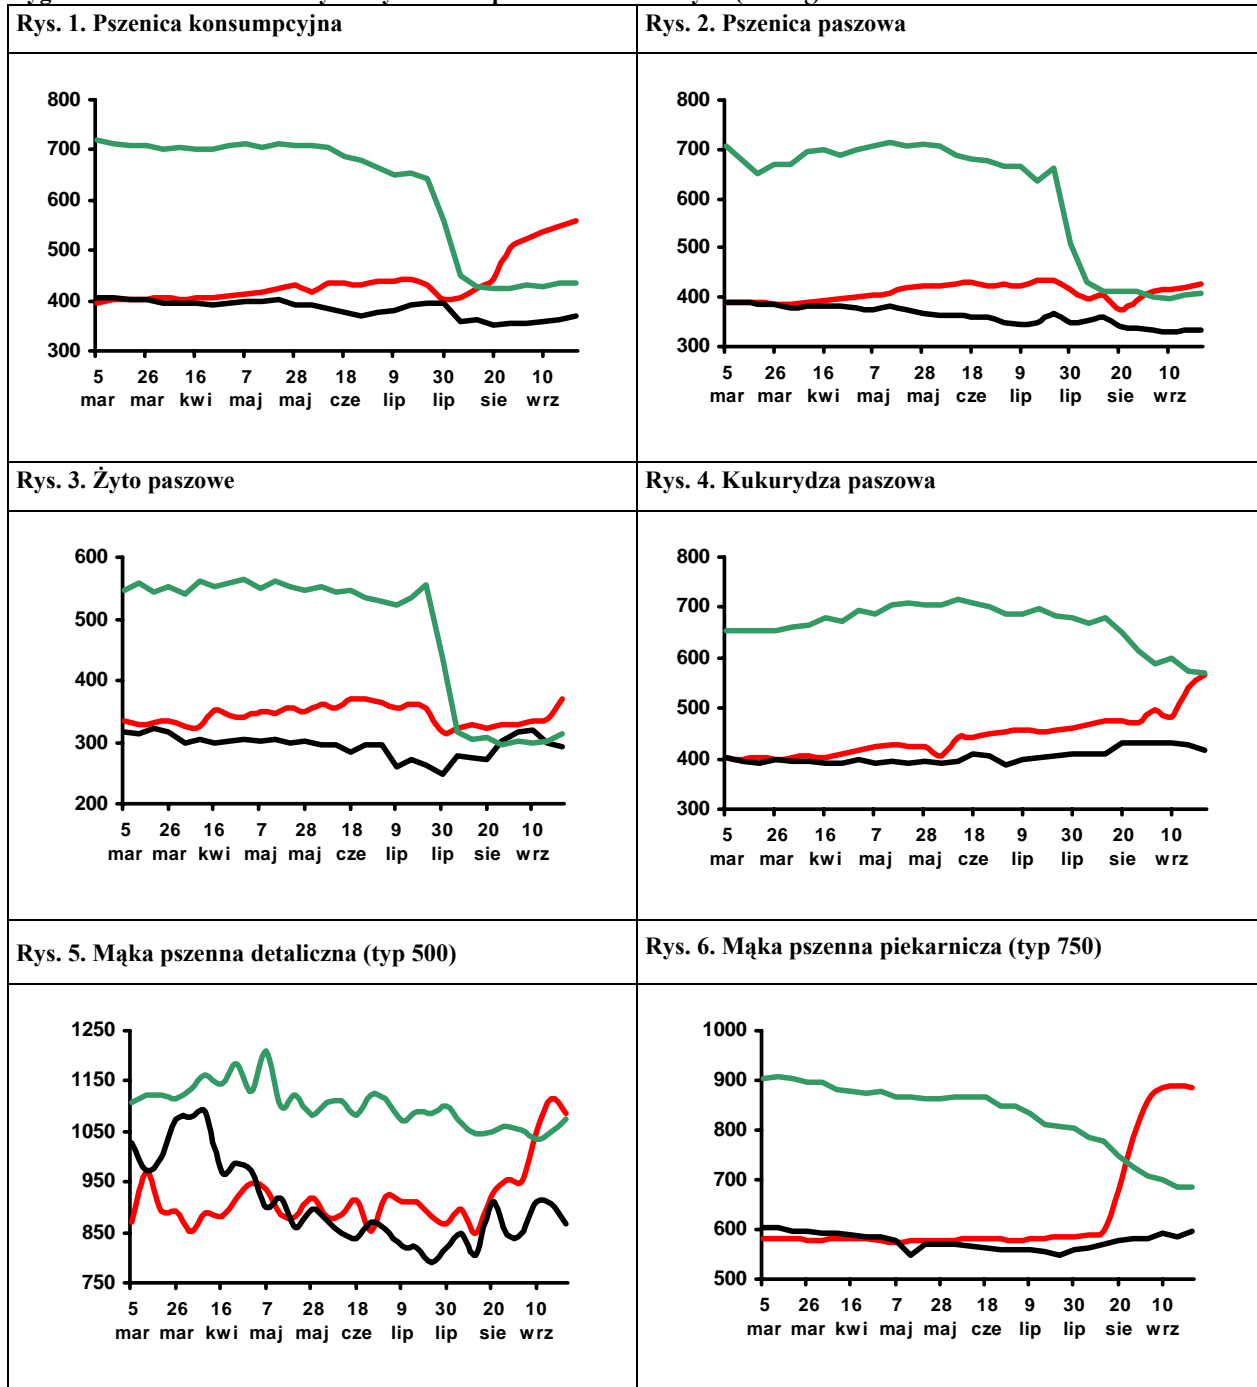 Rys. 1. Pszenica konsumpcyjna
Rys. 2. Pszenica paszowa
800
700
600
500
400
300
5 26 16 7 28 18 9 30 20 10
mar mar kwi maj maj cze lip lip sie wrz
800
700
600
500
400
300
5 26 16 7 28 18 9 30 20 10
mar mar kwi maj maj cze lip lip sie wrz
Rys. 3. Żyto paszowe
Rys. 4. Kukurydza paszowa
600
500
400
300
200
5 26 16 7 28 18 9 30 20 10
mar mar kwi maj maj cze lip lip sie wrz
800
700
600
500
400
300
5 26 16 7 28 18 9 30 20 10
mar mar kwi maj maj cze lip lip sie wrz
Rys. 5. Mąka pszenna detaliczna (typ 500)
Rys. 6. Mąka pszenna piekarnicza (typ 750)
1250
1150
1050
950
850
750
5 26 16 7 28 18 9 30 20 10
mar mar kwi maj maj cze lip lip sie wrz
1000
900
800
700
600
500
5 26 16 7 28 18 9 30 20 10
mar mar kwi maj maj cze lip lip sie wrz